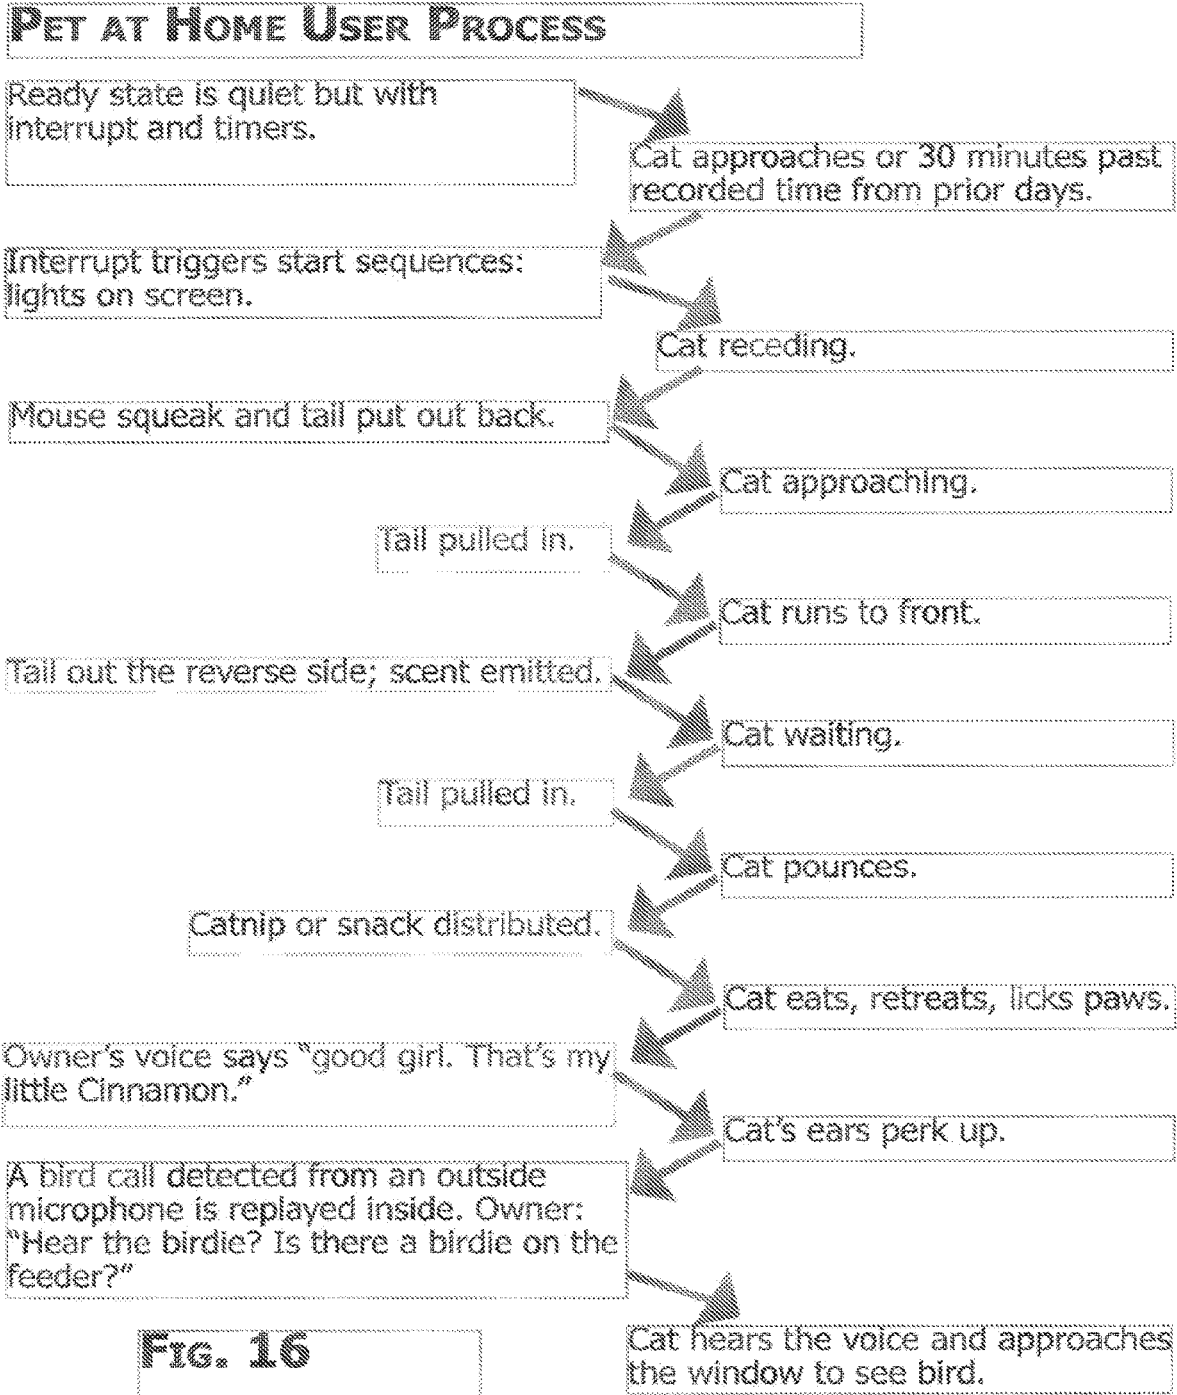 PET AT HOME USER PROCESS
Ready state is quiet but with
interrupt and timers.
Cat approaches or 30 minutes past
recorded time from prior days.
Interrupt triggers start sequences:
lights on screen.
Cat receding.
Mouse squeak and tail put out back.
Cat approaching.
Tail pulled in.
Cat runs to front.
Tail out the reverse side; scent emitted.
Cat waiting.
Tail pulled in.
Cat pounces.
Catnip or snack distributed.
Cat eats, retreats, licks paws.
Owner's voice says "good girl. That's my
little Cinnamon."
Cat's ears perk up.
A bird call detected from an outside
microphone is replayed inside. Owner:
"Hear the birdie? Is there a birdie on the
feeder?"
Cat hears the voice and approaches
the window to see bird.
FIG. 16